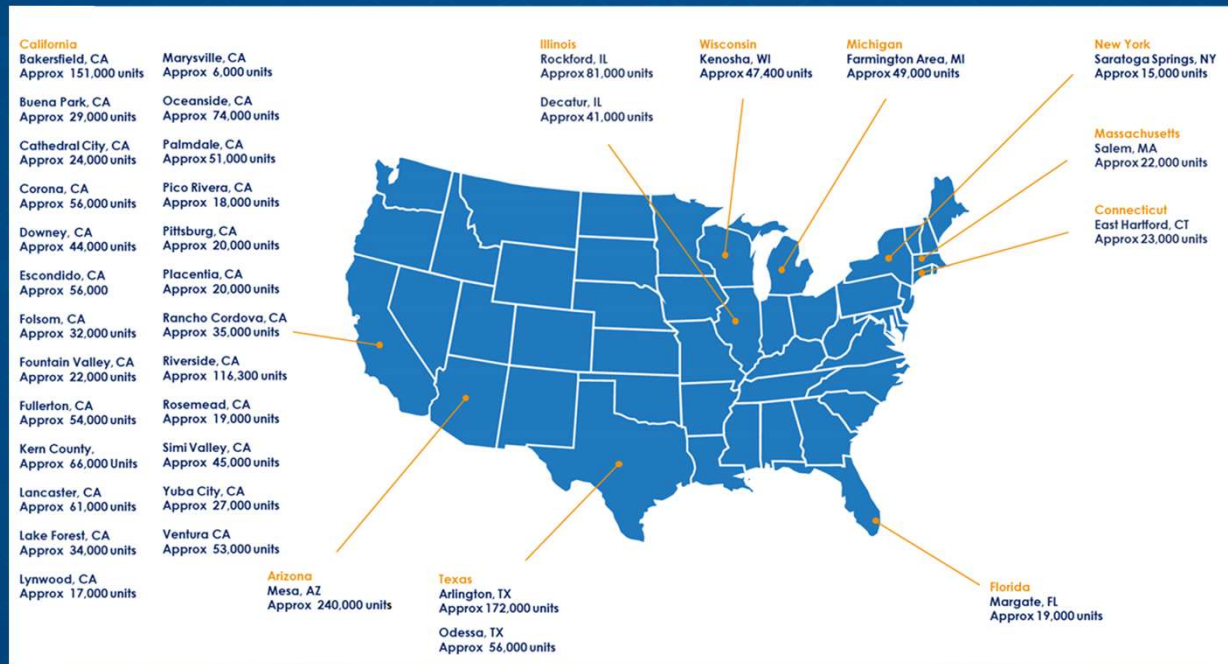 California
Bakersfield, CA
Approx 151,000 units
Buena Park, CA
Approx 29,000 units
Cathedral City, CA
Approx 24,000 units
Corona, CA
Approx 56,000 units
Downey, CA
Approx 44,000 units
Escondido, CA
Approx 56,000
Folsom, CA
Approx 32,000 units
Fountain Valley, CA
Approx 22,000 units
Fullerton, CA
Approx 54,000 units
Kern County,
Approx 66,000 Units
Lancaster, CA
Approx 61,000 units
Lake Forest, CA
Approx 34,000 units
Lynwood, CA
Approx 17,000 units
Marysville, CA
Approx 6,000 units
Oceanside, CA
Approx 74,000 units
Palmdale, CA
Approx 51,000 units
Pico Rivera, CA
Approx 18,000 units
Pittsburg, CA
Approx 20,000 units
Placentia, CA
Approx 20,000 units
Rancho Cordova, CA
Approx 35,000 units
Riverside, CA
Approx 116,300 units
Rosemead, CA
Approx 19,000 units
Simi Valley, CA
Approx 45,000 units
Yuba City, CA
Approx 27,000 units
Ventura CA
Approx 53,000 units
Illinois
Rockford, IL
Approx 81,000 units
Decatur, IL
Approx 41,000 units
Wisconsin
Kenosha, WI
Approx 47,400 units
Michigan
Farmington Area, MI
Approx 49,000 units
New York
Saratoga Springs, NY
Approx 15,000 units
Massachusetts
Salem, MA
Approx 22,000 units
Connecticut
East Hartford, CT
Approx 23,000 units
Arizona
Mesa, AZ
Approx 240,000 units
Texas
Arlington, TX
Approx 172,000 units
Odessa, TX
Approx 56,000 units
Florida
Margate, FL
Approx 19,000 units